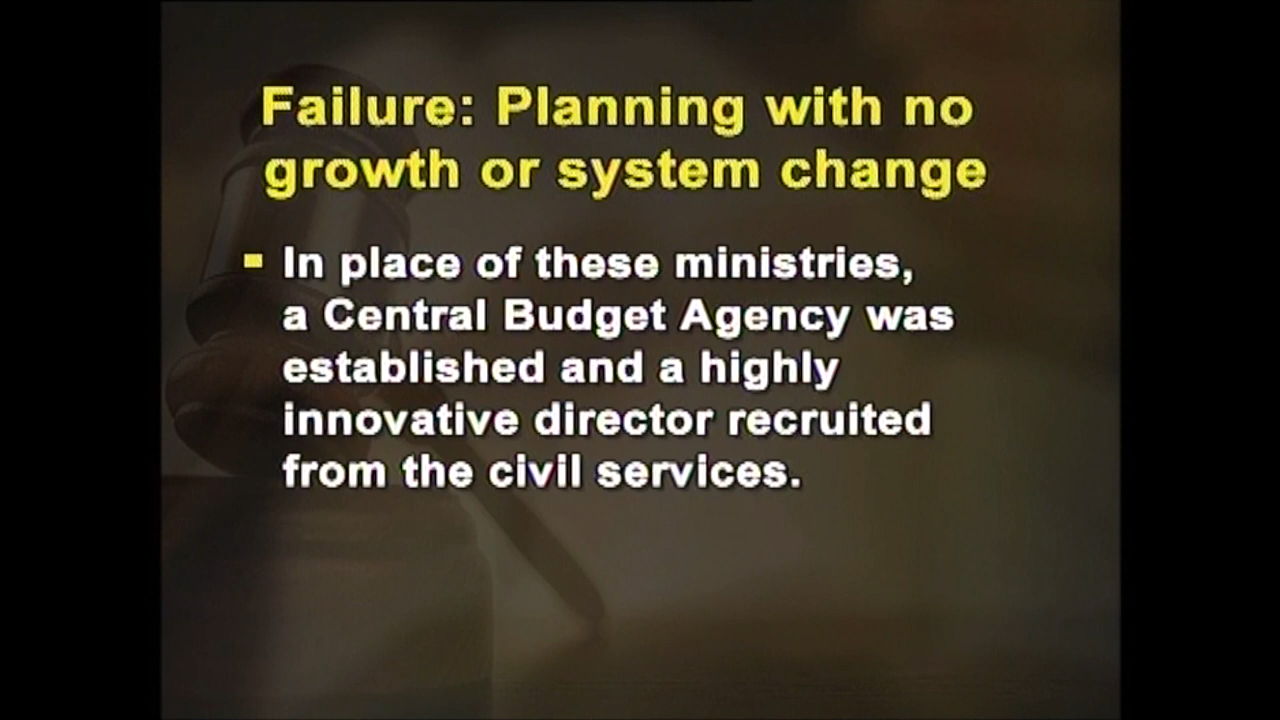 Failure: Planning with no
growth or system change
In place of these ministries,
a Central Budget Agency was
established and a highly
innovative director recruited
from the civil services.